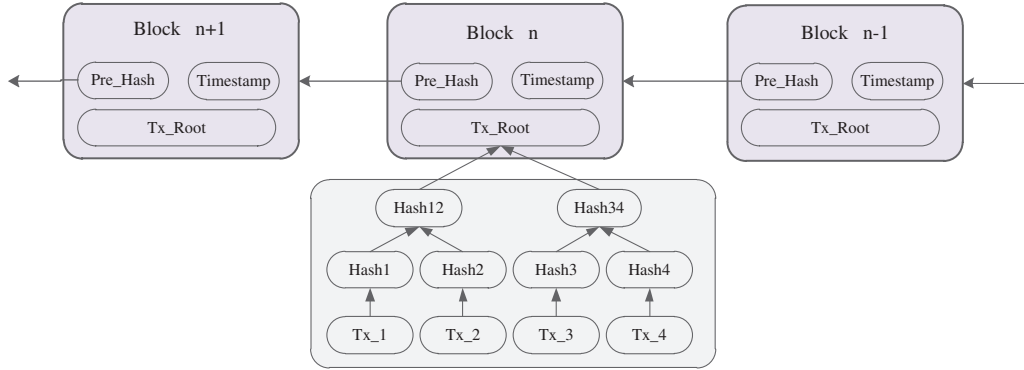 Block n+1
Block n
Block n-1
Pre_Hash
Timestamp
Pre_Hash
Timestamp
Pre_Hash
Timestamp
Tx_Root
Tx_Root
Tx_Root
Hash12
Hash34
Hash1
Hash2
Hash3
Hash4
Tx_1
Tx_2
Tx_3
Tx_4